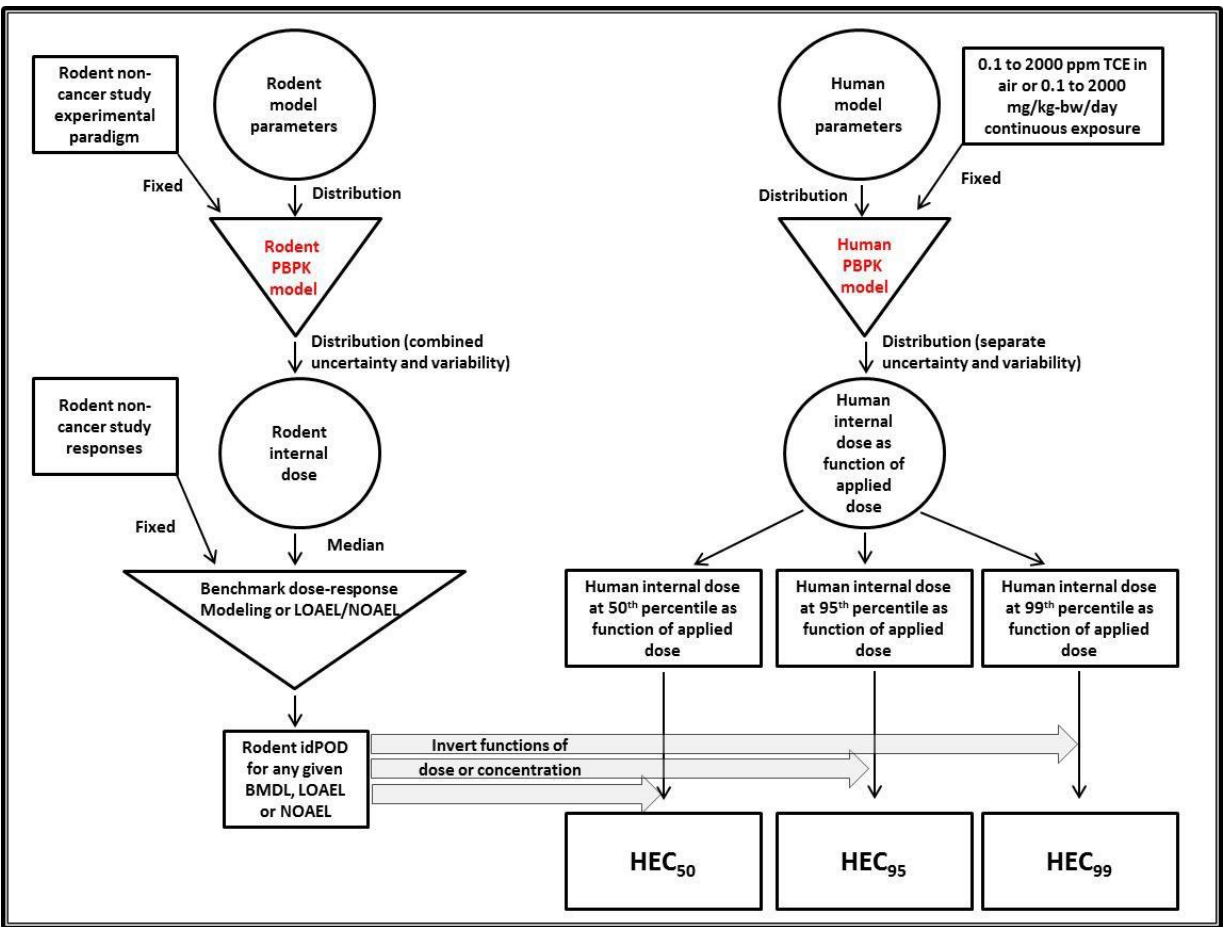 Rodent non-
cancer study
experimental
paradigm
Rodent
model
parameters
Human
model
parameters
0.1 to 2000 ppm TCE in
air or 0.1 to 2000
mg/kg-bw/day
continuous exposure
Fixed
Distribution
Distribution
Fixed
Rodent
PBPK
model
Human
PBPK
model
Distribution (combined
uncertainty and variability)
Distribution (separate
uncertainty and variability)
Rodent non-
cancer study
responses
Rodent
internal
dose
Human
internal
dose as
function of
applied
dose
Fixed
Median
Benchmark dose-response
Modeling or LOAEL/NOAEL
Human internal dose
at 50th percentile as
function of applied
dose
Human internal dose
at 95th percentile as
function of applied
dose
Human internal dose
at 99th percentile as
function of applied
dose
Rodent idPOD
for any given
BMDL, LOAEL
or NOAEL
Invert functions of
dose or concentration
HEC50
HEC95
HEC99